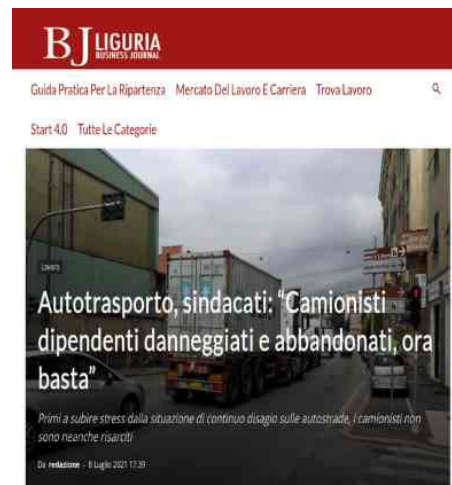 BJ LIGURIA
BUSINESS JOURNAL
Guida Pratica Per La Ripartenza Mercato Del Lavoro E Carriera Trova Lavoro
Start 4.0 Tutte Le Categorie
Lavoro
Autotrasporto, sindacati: “Camionisti
dipendenti danneggiati e abbandonati, ora
basta”
Primi a subire stress dalla situazione di continuo disagio sulle autostrade, i camionisti non
sono neanche risarciti
Da redazione - 8 Luglio 2021 17:39